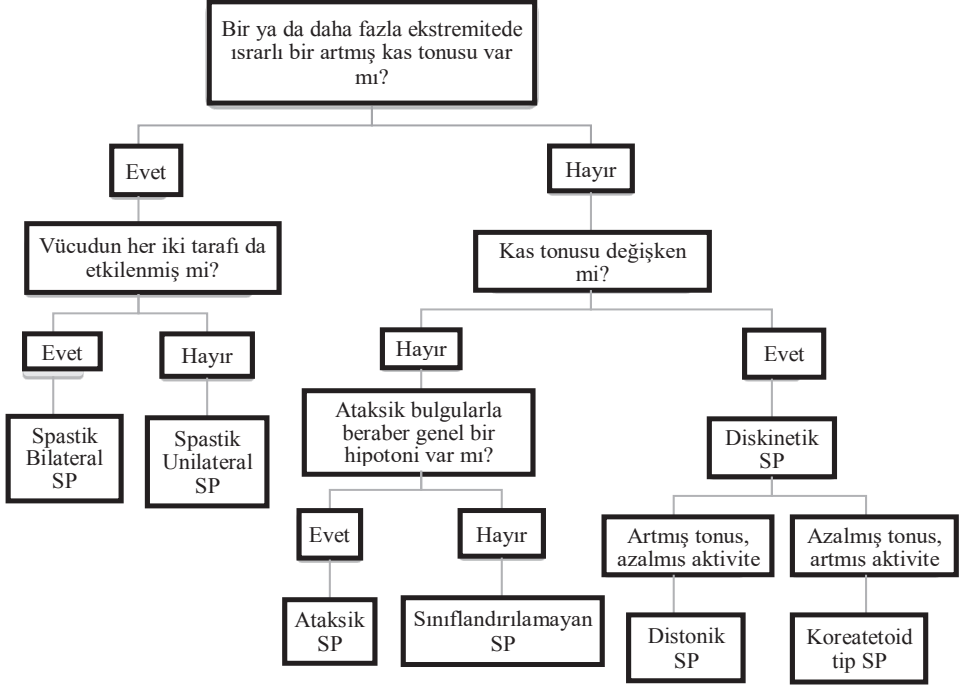 Bir ya da daha fazla ekstremitede
ısrarlı bir artmış kas tonusu var
mı?
Evet
Hayır
Vücudun her iki tarafı da
etkilenmiş mi?
Kas tonusu değişken
mi?
Evet
Hayır
Hayır
Evet
Spastik
Bilateral
SP
Spastik
Unilateral
SP
Ataksik bulgularla
beraber genel bir
hipotoni var mı?
Diskinetik
SP
Evet
Hayır
Artmış tonus,
azalmıs aktivite
Azalmış tonus,
artmıs aktivite
Ataksik
SP
Sınıflandırılamayan
SP
Distonik
SP
Koreatetoid
tip SP